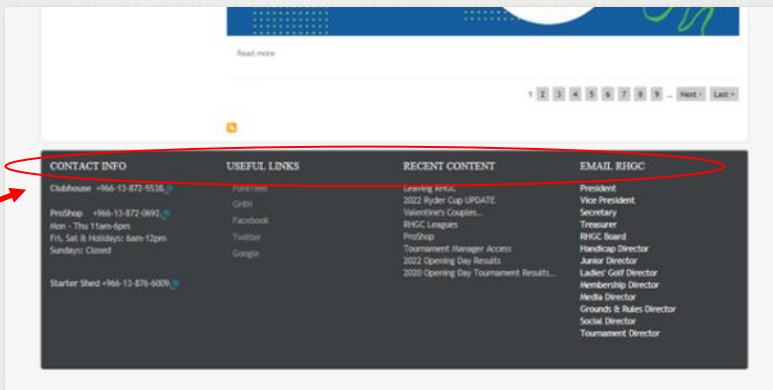 Read more
1 2 3 4 5 6 7 8 9 ... Next › Last »
CONTACT INFO
Clubhouse +966-13-872-5538
ProShop +966-13-872-0692
Mon - Thu 11am-6pm
Fri, Sat & Holidays: 6am-12pm
Sundays: Closed
Starter Shed +966-13-876-6009
USEFUL LINKS
ForeTees
GHIN
Facebook
Twitter
Google
RECENT CONTENT
Leaving RHGC
2022 Ryder Cup UPDATE
Valentine's Couples...
RHGC Leagues
ProShop
Tournament Manager Access
2022 Opening Day Results
2020 Opening Day Tournament Results...
EMAIL RHGC
President
Vice President
Secretary
Treasurer
RHGC Board
Handicap Director
Junior Director
Ladies' Golf Director
Membership Director
Media Director
Grounds & Rules Director
Social Director
Tournament Director